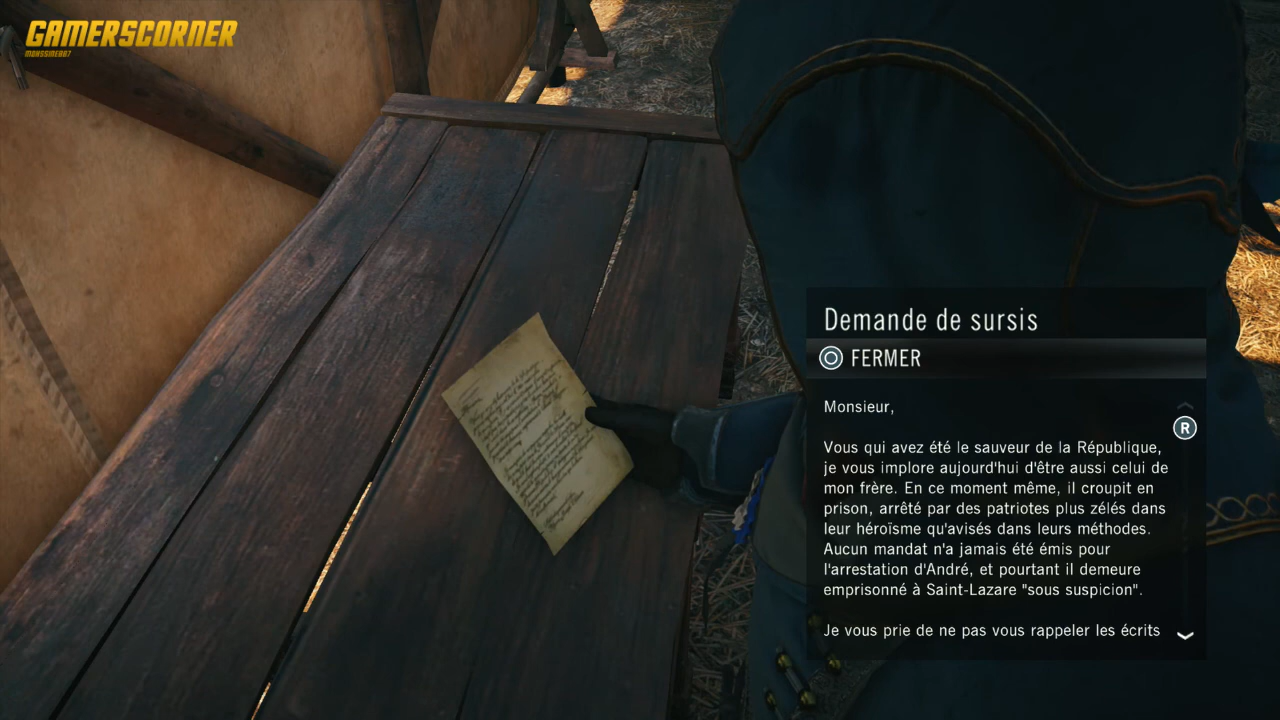 GAMERSCORNER
MOHSSINE007
Demande de sursis
FERMER
Monsieur,
R
Vous qui avez été le sauveur de la République,
je vous implore aujourd'hui d'être aussi celui de
mon frère. En ce moment même, il croupit en
prison, arrêté par des patriotes plus zélés dans
leur héroïsme qu'avisés dans leurs méthodes.
Aucun mandat n'a jamais été émis pour
l'arrestation d'André, et pourtant il demeure
emprisonné à Saint-Lazare "sous suspicion".
Je vous prie de ne pas vous rappeler les écrits